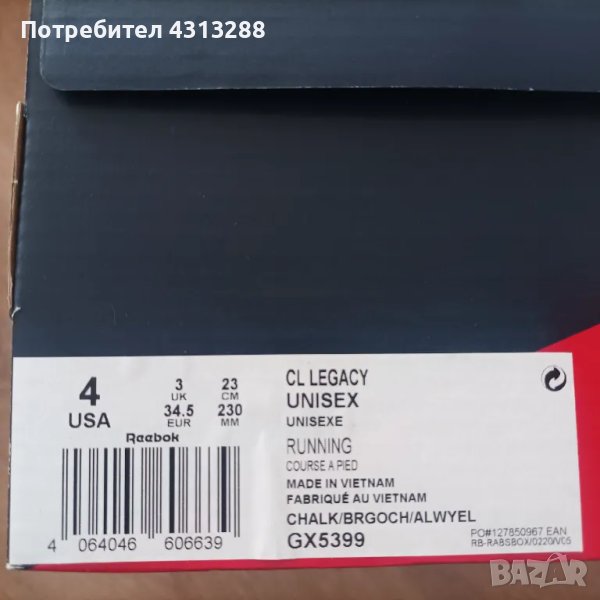 Потребител 4313288
4 USA
3 UK
34.5 EUR
23 CM
230 MM
Reebok
4 064046 606639
CL LEGACY
UNISEX
UNISEXE
RUNNING
COURSE A PIED
MADE IN VIETNAM
FABRIQUÉ AU VIETNAM
CHALK/BRGOCH/ALWYEL
GX5399
PO#127850967 EAN
RB-RABSBOX/0220/V05
BAZAR